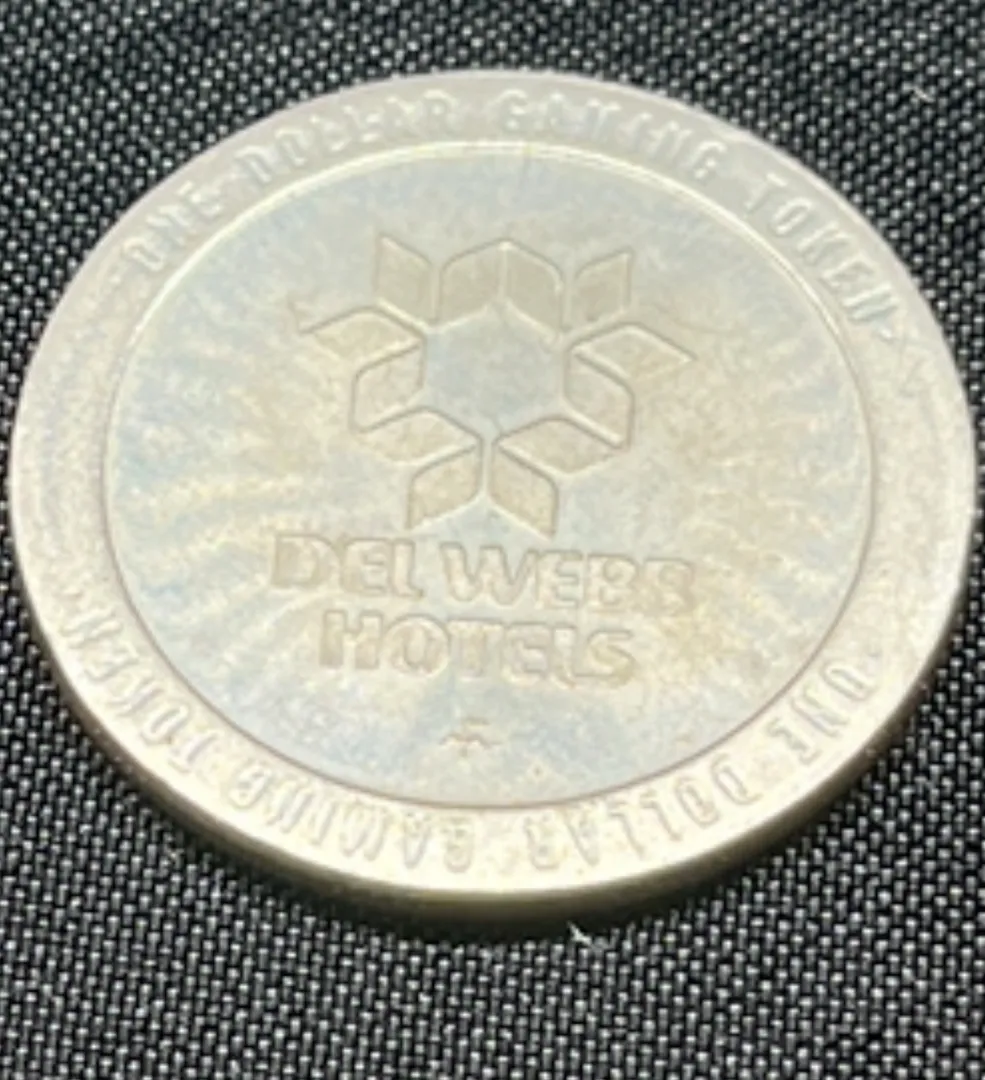 ONE DOLLAR GAMING TOKEN
DEL WEBB
HOTELS
ONE DOLLAR GAMING TOKEN